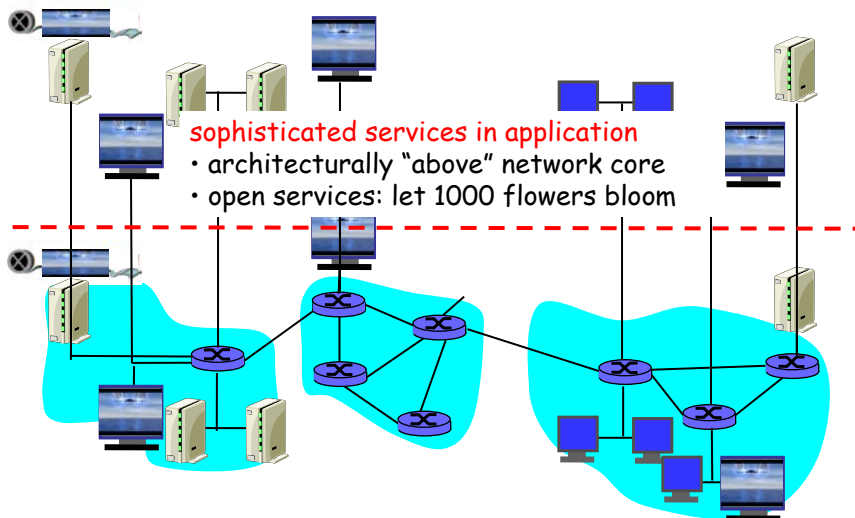 sophisticated services in application
• architecturally “above” network core
• open services: let 1000 flowers bloom